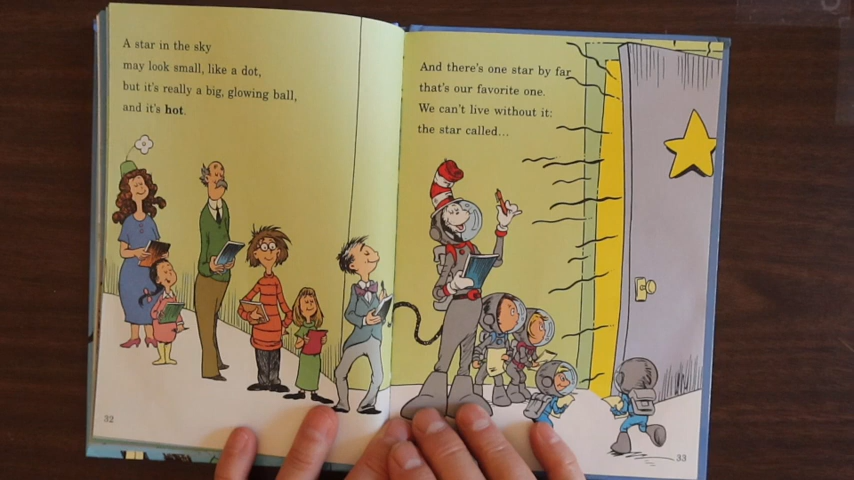 A star in the sky
may look small, like a dot,
but it's really a big, glowing ball,
and it's hot.
And there's one star by far
that's our favorite one.
We can't live without it:
the star called...
32
33